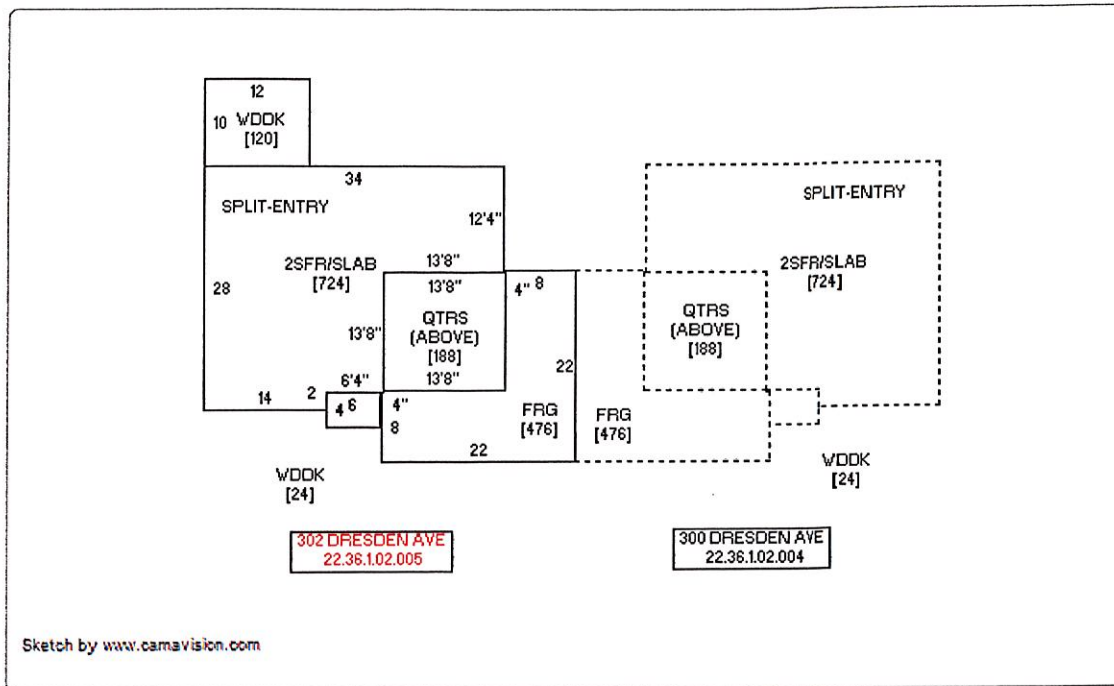 12
10 WDDK
[120]
34
SPLIT-ENTRY
12'4"
2SFR/SLAB
[724]
28
13'8"
13'8"
4" 8
QTRS
(ABOVE)
[188]
13'8"
13'8"
22
6'4"
14
2
4 6
4"
8
FRG
[476]
22
WDDK
[24]
302 DRESDEN AVE
22.36.1.02.005
SPLIT-ENTRY
2SFR/SLAB
[724]
QTRS
(ABOVE)
[188]
FRG
[476]
WDDK
[24]
300 DRESDEN AVE
22.36.1.02.004
Sketch by www.camavision.com